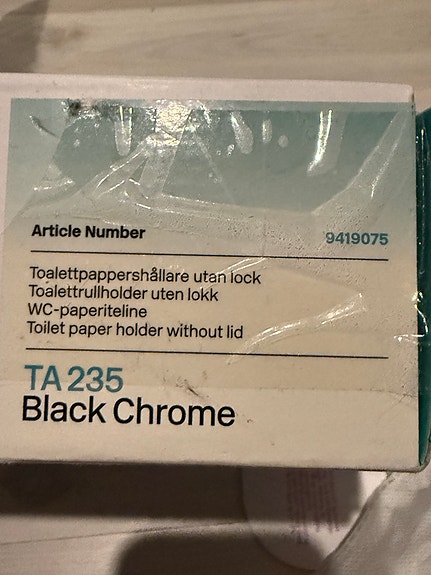 Article Number 9419075
Toalettpappershållare utan lock
Toalettrullholder uten lokk
WC-paperiteline
Toilet paper holder without lid
TA 235
Black Chrome